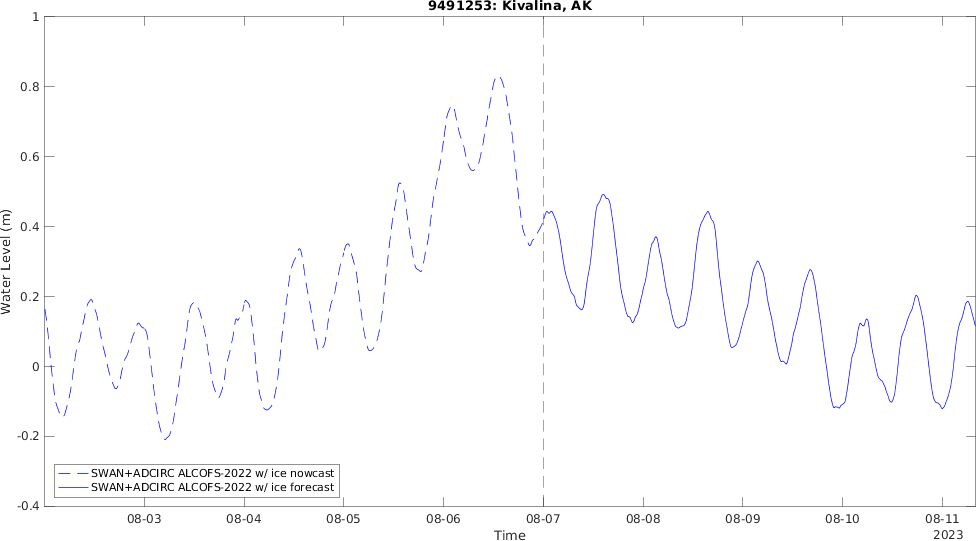 9491253: Kivalina, AK
1
0.8
0.6
0.4
0.2
0
-0.2
-0.4
Water Level (m)
SWAN+ADCIRC ALCOFS-2022 w/ ice nowcast
SWAN+ADCIRC ALCOFS-2022 w/ ice forecast
08-03 08-04 08-05 08-06 08-07 08-08 08-09 08-10 08-11
Time
2023